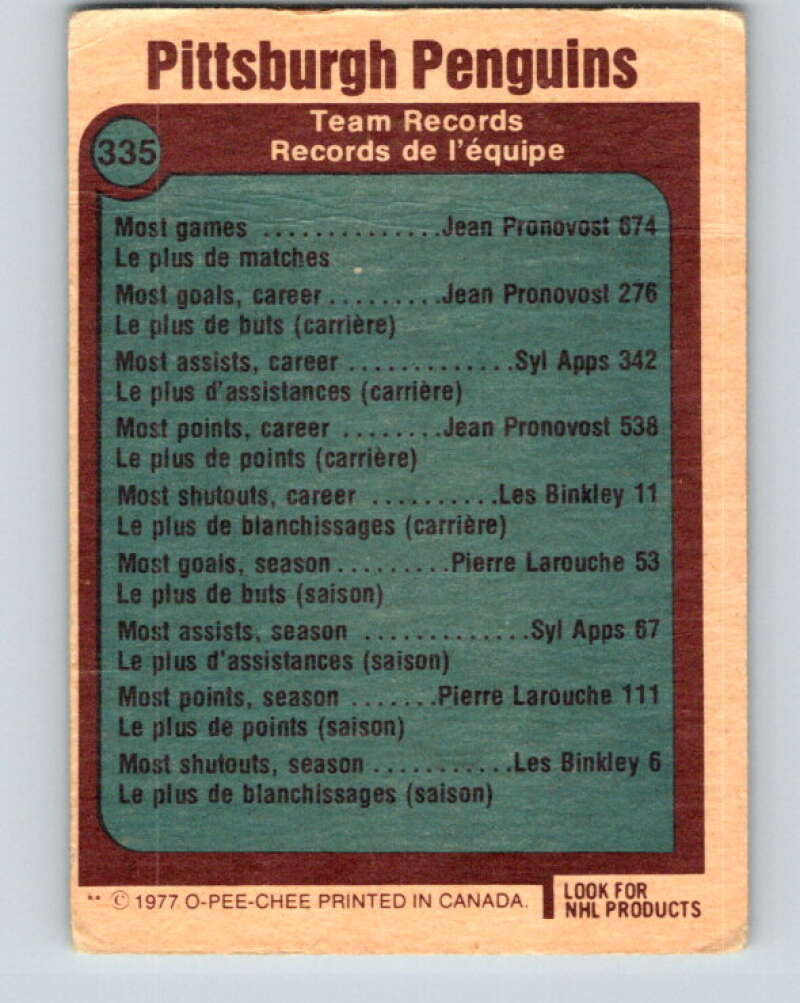 Pittsburgh Penguins
335
Team Records
Records de l'équipe
Most games ...............Jean Pronovost 674
Le plus de matches
Most goals, career.........Jean Pronovost 276
Le plus de buts (carrière)
Most assists, career .............Syl Apps 342
Le plus d'assistances (carrière)
Most points, career ........Jean Pronovost 538
Le plus de points (carrière)
Most shutouts, career ..........Les Binkley 11
Le plus de blanchissages (carrière)
Most goals, season.........Pierre Larouche 53
Le plus de buts (saison)
Most assists, season .............Syl Apps 67
Le plus d'assistances (saison)
Most points, season .......Pierre Larouche 111
Le plus de points (saison)
Most shutouts, season ...........Les Binkley 6
Le plus de blanchissages (saison)
** © 1977 O-PEE-CHEE PRINTED IN CANADA.
LOOK FOR
NHL PRODUCTS